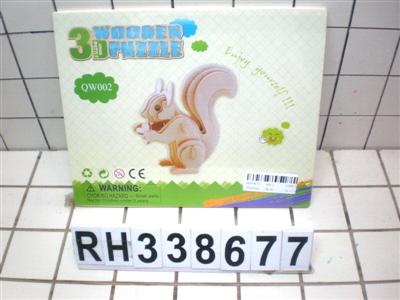 3D WOODEN
PUZZLE
QW002
Enjoy yourself!!!
CE
WARNING:
CHOKING HAZARD
RH338677